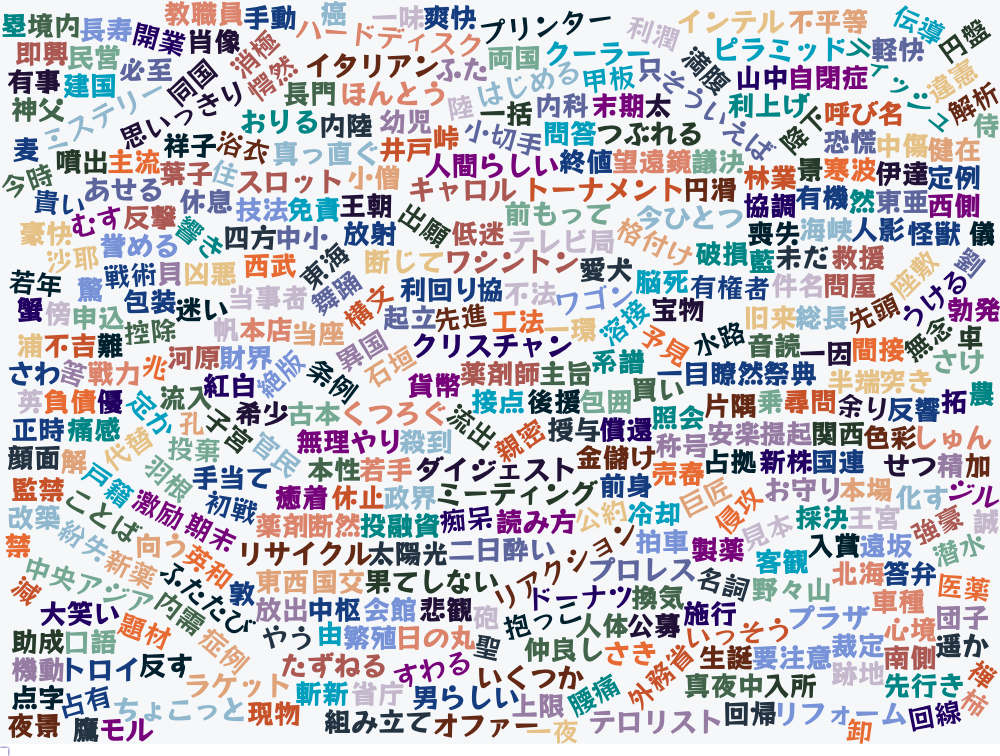 塁 境内 長寿 教職員 手動 癌 一味 爽快 プリンター 利潤 インテル 不平等 伝導 円盤
即興 民営 開業 肖像 消極 ハードディスク 両国 クーラー 満腹 ピラミッド 軽快
有事 建国 必至 同国 愕然 イタリアン ふた はじめる 甲板 只 山中 自閉症 エッジ 違憲
神父 ミステリー 思いっきり 長門 ほんとう 陸 一括 内科 末期 太 そういえば 利上げ 降下 呼び名 解析
麦 祥子 浴衣 おりる 内陸 幼児 峠 小切手 問答 つぶれる 恐慌 中傷 健在 侍
今時 噴出 主流 葉子 住 真っ直ぐ 井戸 人間らしい 終値 望遠鏡 議決 林業 景 寒波 伊達 定例
貴い あせる 休息 スロット 小僧 キャロル トーナメント 円滑 協調 有機 然 東亜 西側
豪快 むす 反撃 響き 技法 免責 王朝 出願 前もって 今ひとつ 喪失 海峡 人影 怪獣 儀
沙耶 誉める 四方 中小 放射 低迷 テレビ局 格付け 破損 藍 未だ 救援 座敷 劉
若年 驚 戦術 貝 凶悪 西武 東海 断じて ワシントン 愛犬 脳死 有権者 件名 問屋 うける
蟹 傍 申込 包装 迷い 当事者 舞踊 構文 利回り 協 不法 ワゴン 溶接 宝物 旧来 総長 先頭 勃発
浦 不吉 難 控除 帆 本店 当座 起立 先進 工法 一環 予見 水路 音読 一因 間接 無念 卓
さわ 苦 戦力 兆 河原 財界 絶版 異国 石垣 クリスチャン 系譜 一目瞭然 祭典 さけ
英 負債 優 定か 流入 紅白 条例 貨幣 薬剤師 主旨 買い 半端 突き 農
正時 痛感 孔 子宮 希少 古本 くつろぐ 流出 接点 後援 包囲 照会 片隅 乗 尋問 余り 反響 拓
顔面 解 代替 投棄 官民 無理やり 殺到 親密 授与 償還 称号 安楽 提起 関西 色彩 しゅん
監禁 戸籍 羽根 手当て 本性 若手 ダイジェスト 金儲け 売春 占拠 新株 国連 せつ 精 加
改築 ことば 激励 初戦 癒着 休止 政界 ミーティング 前身 巨匠 侵攻 お守り 本場 化す ジル
禁 紛失 期末 薬剤 断然 投融資 痴呆 読み方 公約 冷却 見本 採決 王宮 強豪 誠
新薬 向う 英和 リサイクル 太陽光 二日酔い リアクション 拍車 製薬 客観 入賞 遠坂 潜水
減 中央アジア ふたたび 敦 東西 国交 果てしない プロレス 名詞 野々山 北海 答弁 医薬
大笑い 内需 放出 中枢 会館 悲観 砲 ドーナツ 換気 施行 プラザ 車種 団子
助成 口語 題材 症例 やう 由 繁殖 日の丸 聖 抱っこ 人体 公募 いっそう 裁定 心境 遥か
機動 トロイ 反す たずねる すわる 仲良し さき 外務省 生誕 要注意 跡地 南側 俺
点字 占有 ラケット 斬新 省庁 男らしい いくつか 上限 腰痛 真夜中 入所 先行き 柿
夜景 鷹 モル ちょこっと 現物 組み立て オファー 一夜 テロリスト 回帰 リフォーム 卸 回線